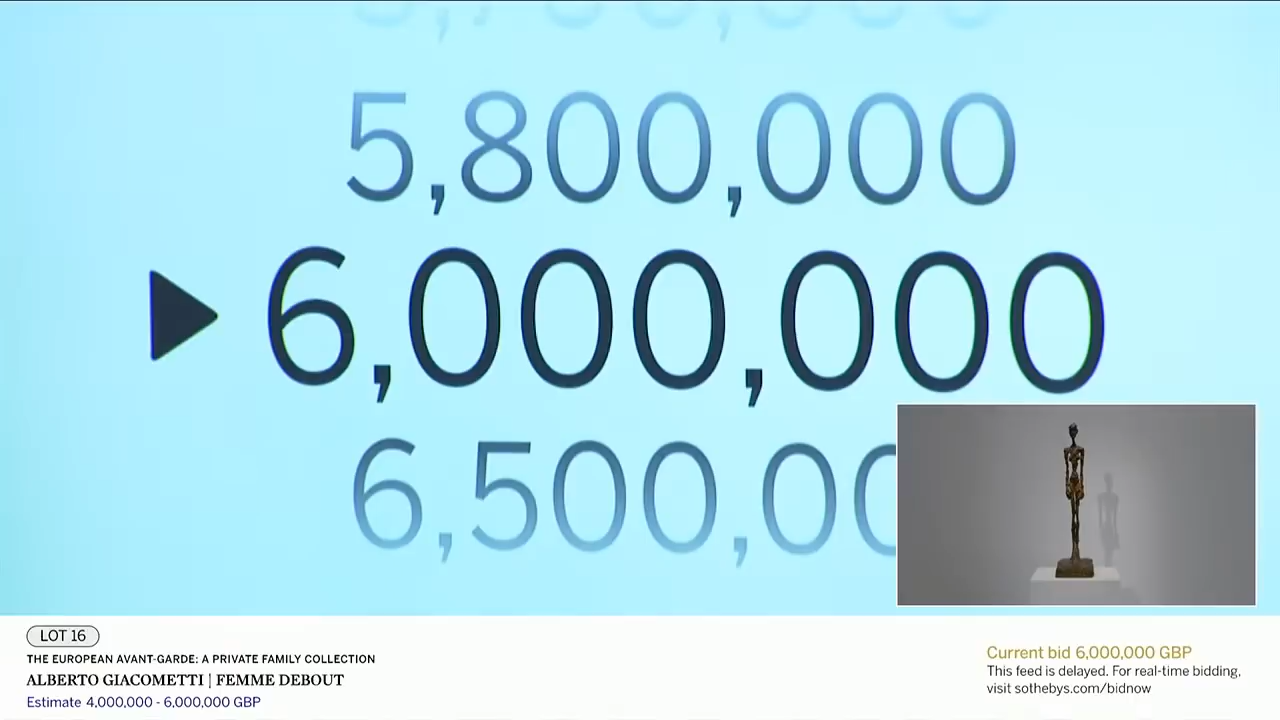 5,800,000
6,000,000
6,500,0
LOT 16
THE EUROPEAN AVANT-GARDE: A PRIVATE FAMILY COLLECTION
ALBERTO GIACOMETTI | FEMME DEBOUT
Estimate 4,000,000 - 6,000,000 GBP
Current bid 6,000,000 GBP
This feed is delayed. For real-time bidding,
visit sothebys.com/bidnow